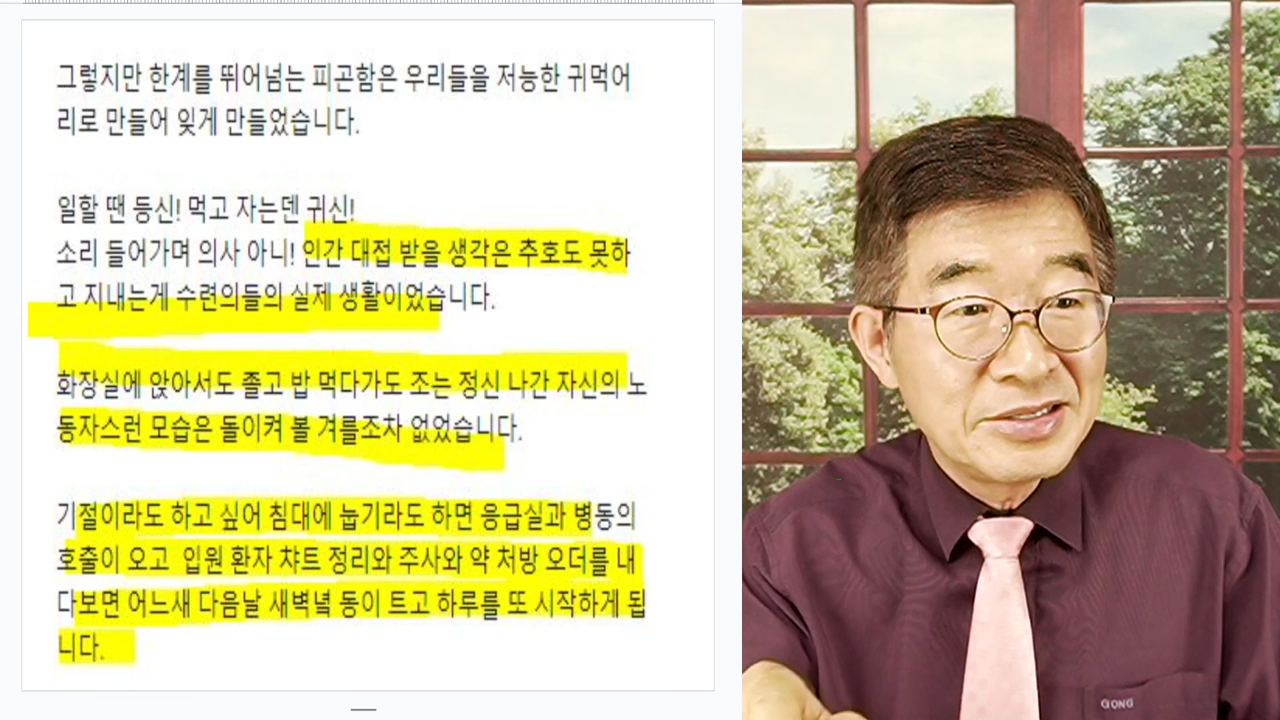 그렇지만 한계를 뛰어넘는 피곤함은 우리들을 저능한 귀먹어
리로 만들어 잊게 만들었습니다.
일할 땐 등신! 먹고 자는덴 귀신!
소리 들어가며 의사 아니! 인간 대접 받을 생각은 추호도 못하
고 지내는게 수련의들의 실제 생활이었습니다.
화장실에 앉아서도 졸고 밥 먹다가도 조는 정신 나간 자신의 노
동자스런 모습은 돌이켜 볼 겨를조차 없었습니다.
기절이라도 하고 싶어 침대에 눕기라도 하면 응급실과 병동의
호출이 오고 입원 환자 챠트 정리와 주사와 약 처방 오더를 내
다보면 어느새 다음날 새벽녘 동이 트고 하루를 또 시작하게 됩
니다.
GONG